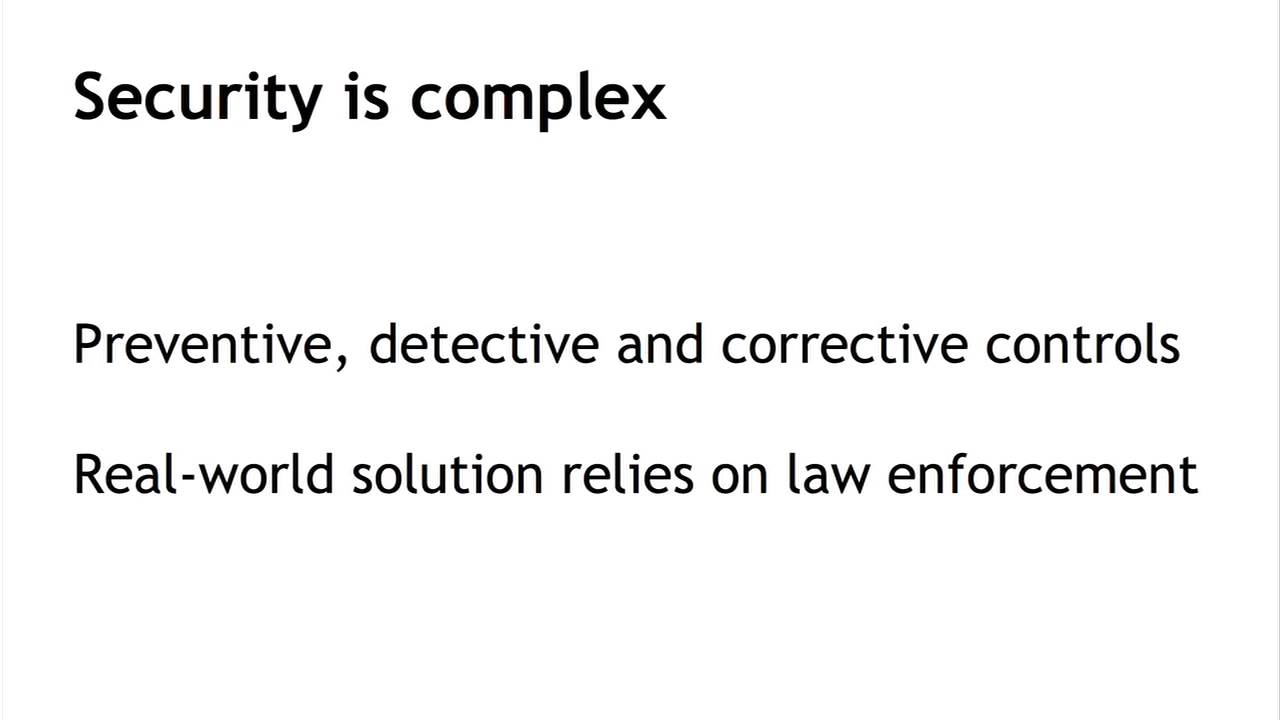 Security is complex
Preventive, detective and corrective controls
Real-world solution relies on law enforcement